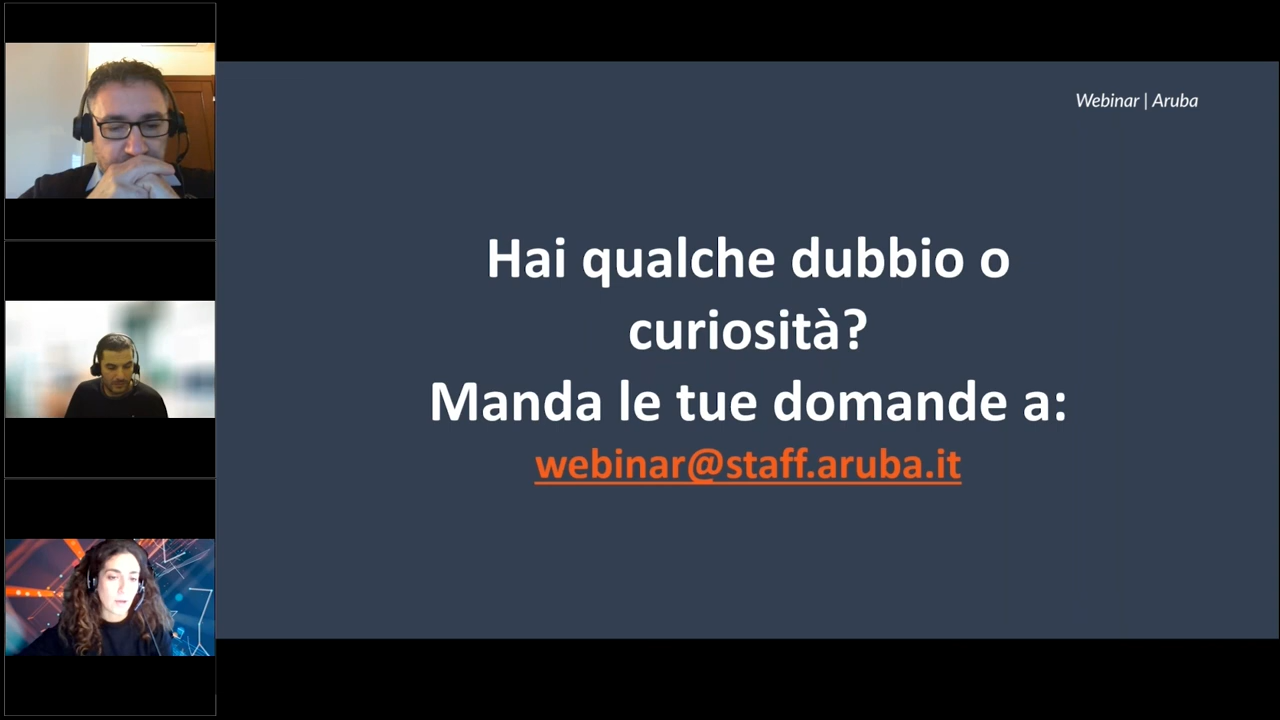 Webinar | Aruba
Hai qualche dubbio o
curiosità?
Manda le tue domande a:
webinar@staff.aruba.it